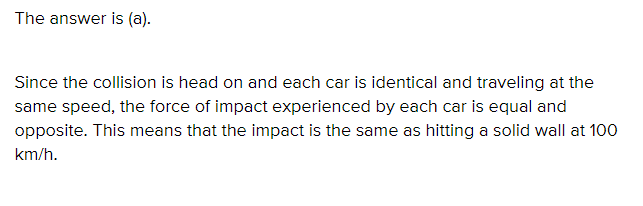 The answer is (a).
Since the collision is head on and each car is identical and traveling at the
same speed, the force of impact experienced by each car is equal and
opposite. This means that the impact is the same as hitting a solid wall at 100
km/h.